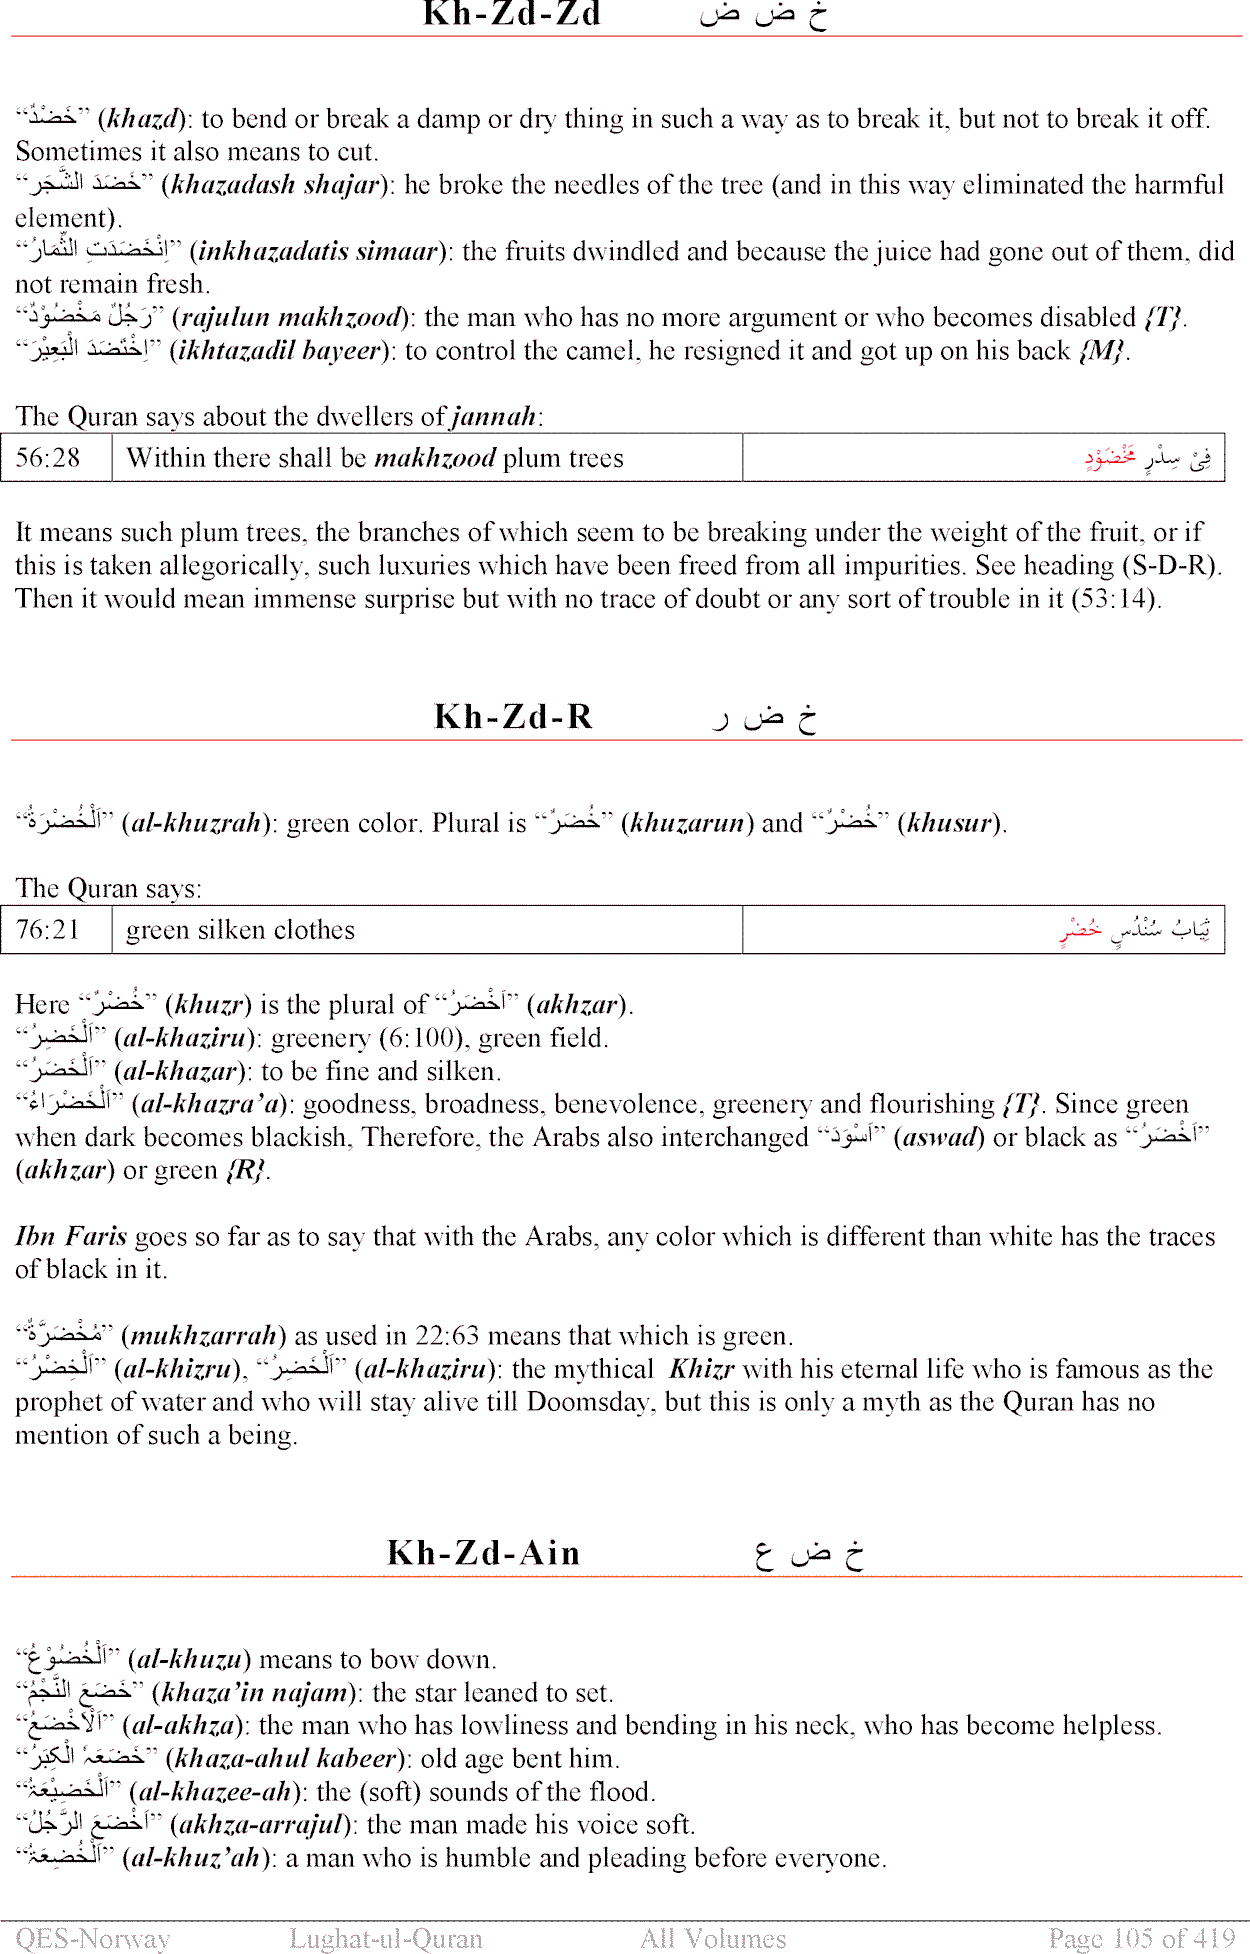 Kh-Zd-Zd خ ض ض
“خَضْدٌ” (khazd): to bend or break a damp or dry thing in such a way as to break it, but not to break it off.
Sometimes it also means to cut.
“خَضَدَ الشَّجَر” (khazadash shajar): he broke the needles of the tree (and in this way eliminated the harmful
element).
“اِنْخَضَدَتِ الثِّمَارُ” (inkhazadatis simaar): the fruits dwindled and because the juice had gone out of them, did
not remain fresh.
“رَجُلٌ مَخْضُوْدٌ” (rajulun makhzood): the man who has no more argument or who becomes disabled {T}.
“اِخْتَضَدَ الْبَعِيْرَ” (ikhtazadil bayeer): to control the camel, he resigned it and got up on his back {M}.
The Quran says about the dwellers of jannah:
56:28 Within there shall be makhzood plum trees فِيْ سِدْرٍ مَّخْضُوْدٍ
It means such plum trees, the branches of which seem to be breaking under the weight of the fruit, or if
this is taken allegorically, such luxuries which have been freed from all impurities. See heading (S-D-R).
Then it would mean immense surprise but with no trace of doubt or any sort of trouble in it (53:14).
Kh-Zd-R خ ض ر
“اَلْخُضْرَةُ” (al-khuzrah): green color. Plural is “خُضَرٌ” (khuzarun) and “خُضْرٌ” (khusur).
The Quran says:
76:21 green silken clothes ثِيَابُ سُنْدُسٍ خُضْرٍ
Here “خُضْرٌ” (khuzr) is the plural of “اَخْضَرُ” (akhzar).
“اَلْخَضِرُ” (al-khaziru): greenery (6:100), green field.
“اَلْخَضَرُ” (al-khazar): to be fine and silken.
“اَلْخَضْرَاءُ” (al-khazra’a): goodness, broadness, benevolence, greenery and flourishing {T}. Since green
when dark becomes blackish, Therefore, the Arabs also interchanged “اَسْوَدَ” (aswad) or black as “اَخْضَرُ”
(akhzar) or green {R}.
Ibn Faris goes so far as to say that with the Arabs, any color which is different than white has the traces
of black in it.
“مُخْضَرَّةٌ” (mukhzarrah) as used in 22:63 means that which is green.
“اَلْخِضْرُ” (al-khizru), “اَلْخَضِرُ” (al-khaziru): the mythical Khizr with his eternal life who is famous as the
prophet of water and who will stay alive till Doomsday, but this is only a myth as the Quran has no
mention of such a being.
Kh-Zd-Ain خ ض ع
“اَلْخُضُوْعُ” (al-khuzu) means to bow down.
“خَضَعَ النَّجْمُ” (khaza’in najam): the star leaned to set.
“اَلْاَخْضَعُ” (al-akhza): the man who has lowliness and bending in his neck, who has become helpless.
“خَضَعَہُ الْكِبَرُ” (khaza-ahul kabeer): old age bent him.
“اَلْخَضِيْعَۃُ” (al-khazee-ah): the (soft) sounds of the flood.
“اَخْضَعَ الرَّجُلُ” (akhza-arrajul): the man made his voice soft.
“اَلْخُضِعَۃُ” (al-khuz’ah): a man who is humble and pleading before everyone.
QES-Norway Lughat-ul-Quran All Volumes Page 105 of 419